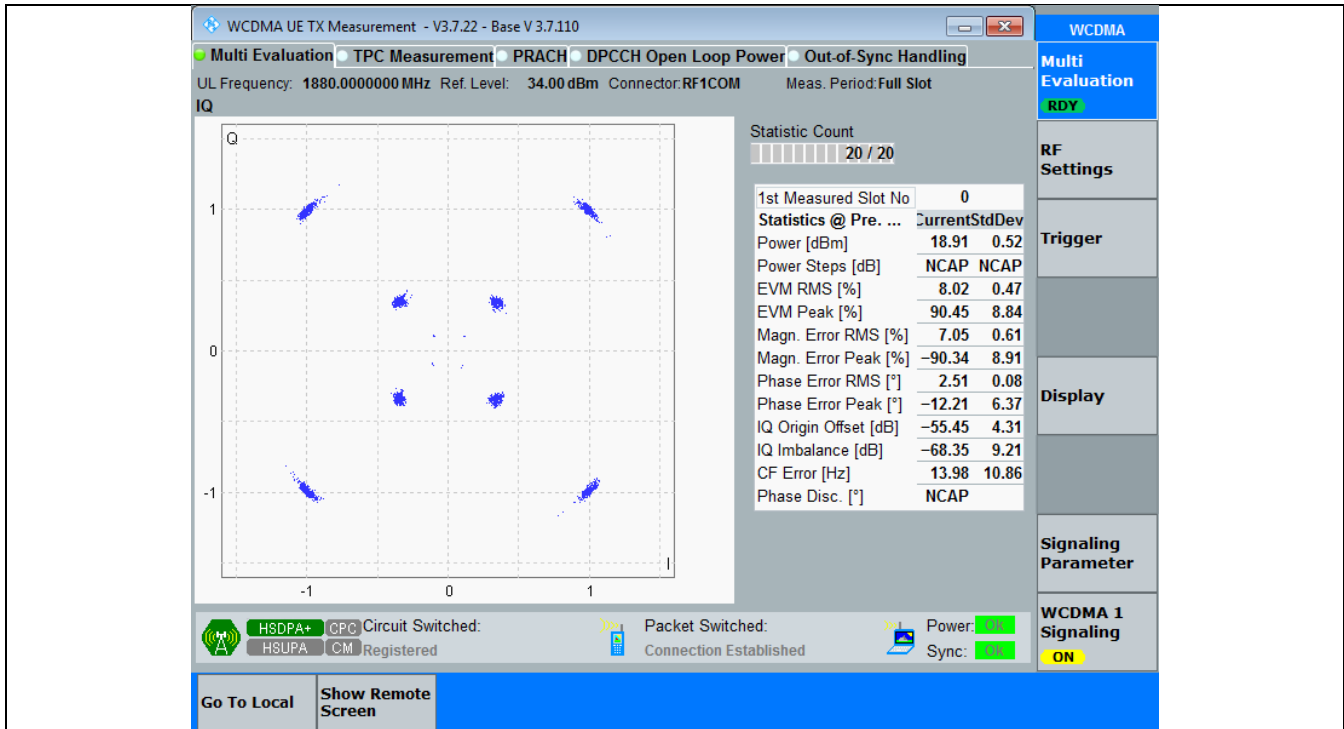 WCDMA UE TX Measurement - V3.7.22 - Base V 3.7.110
WCDMA
Multi Evaluation TPC Measurement PRACH DPCCH Open Loop Power Out-of-Sync Handling
UL Frequency: 1880.0000000 MHz Ref. Level: 34.00 dBm Connector: RF1COM Meas. Period: Full Slot
IQ
Q
1
0
-1
I
-1 0 1
Statistic Count
20 / 20
1st Measured Slot No 0
Statistics @ Pre. ... Current StdDev
Power [dBm] 18.91 0.52
Power Steps [dB] NCAP NCAP
EVM RMS [%] 8.02 0.47
EVM Peak [%] 90.45 8.84
Magn. Error RMS [%] 7.05 0.61
Magn. Error Peak [%] −90.34 8.91
Phase Error RMS [°] 2.51 0.08
Phase Error Peak [°] −12.21 6.37
IQ Origin Offset [dB] −55.45 4.31
IQ Imbalance [dB] −68.35 9.21
CF Error [Hz] 13.98 10.86
Phase Disc. [°] NCAP
Multi
Evaluation
RDY
RF
Settings
Trigger
Display
Signaling
Parameter
WCDMA 1
Signaling
ON
HSDPA+ CPC Circuit Switched: Packet Switched: Power: Ok
HSUPA CM Registered Connection Established Sync: Ok
Go To Local
Show Remote
Screen